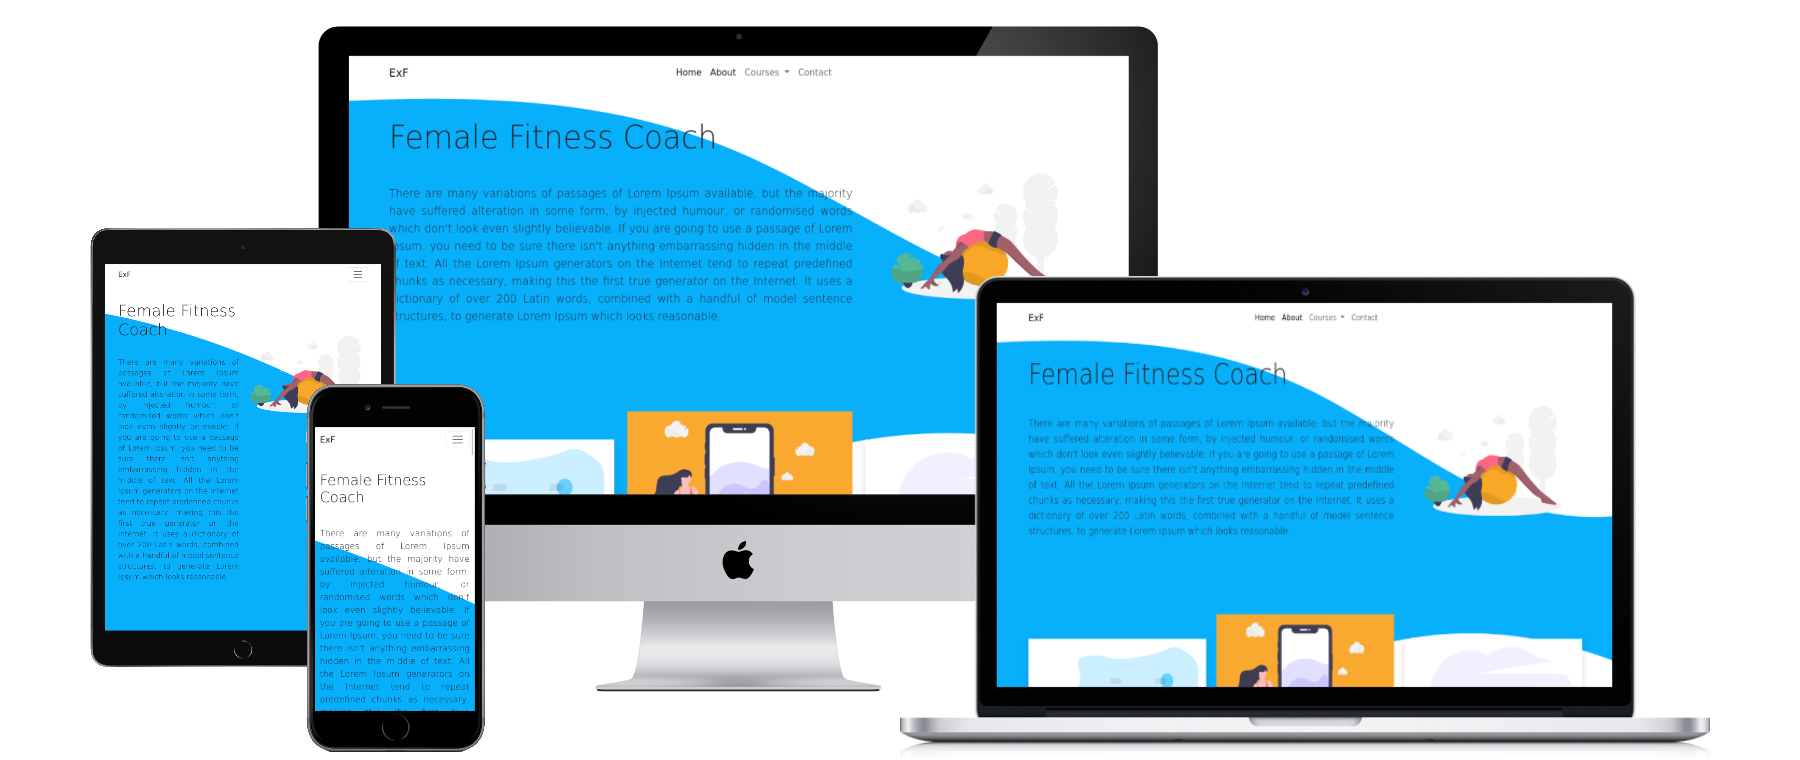 ExF
Home About Courses Contact
Female Fitness Coach
There are many variations of passages of Lorem Ipsum available, but the majority
have suffered alteration in some form, by injected humour, or randomised words
which don't look even slightly believable. If you are going to use a passage of Lorem
Ipsum, you need to be sure there isn't anything embarrassing hidden in the middle
of text. All the Lorem Ipsum generators on the Internet tend to repeat predefined
chunks as necessary, making this the first true generator on the Internet. It uses a
dictionary of over 200 Latin words, combined with a handful of model sentence
structures, to generate Lorem Ipsum which looks reasonable.
ExF
Female Fitness
Coach
There are many variations of
passages of Lorem Ipsum
available, but the majority have
suffered alteration in some form,
by injected humour or
randomised words which don't
look even slightly believable. If
you are going to use a passage
of Lorem Ipsum, you need to be
sure there isn't anything
embarrassing hidden in the
middle of text. All the Lorem
Ipsum generators on the Internet
tend to repeat predefined chunks
as necessary, making this the
first true generator on the
Internet. It uses a dictionary of
over 200 Latin words, combined
with a handful of model sentence
structures, to generate Lorem
Ipsum which looks reasonable.
ExF
Female Fitness
Coach
There are many variations of
passages of Lorem Ipsum
available, but the majority have
suffered alteration in some form,
by injected humour, or
randomised words which don't
look even slightly believable. If
you are going to use a passage of
Lorem Ipsum, you need to be sure
there isn't anything embarrassing
hidden in the middle of text. All
the Lorem Ipsum generators on
the Internet tend to repeat
predefined chunks as necessary,
making this the first true
ExF
Home About Courses Contact
Female Fitness Coach
There are many variations of passages of Lorem Ipsum available, but the majority
have suffered alteration in some form, by injected humour, or randomised words
which don't look even slightly believable. If you are going to use a passage of Lorem
Ipsum, you need to be sure there isn't anything embarrassing hidden in the middle
of text. All the Lorem Ipsum generators on the Internet tend to repeat predefined
chunks as necessary, making this the first true generator on the Internet. It uses a
dictionary of over 200 Latin words, combined with a handful of model sentence
structures, to generate Lorem Ipsum which looks reasonable.